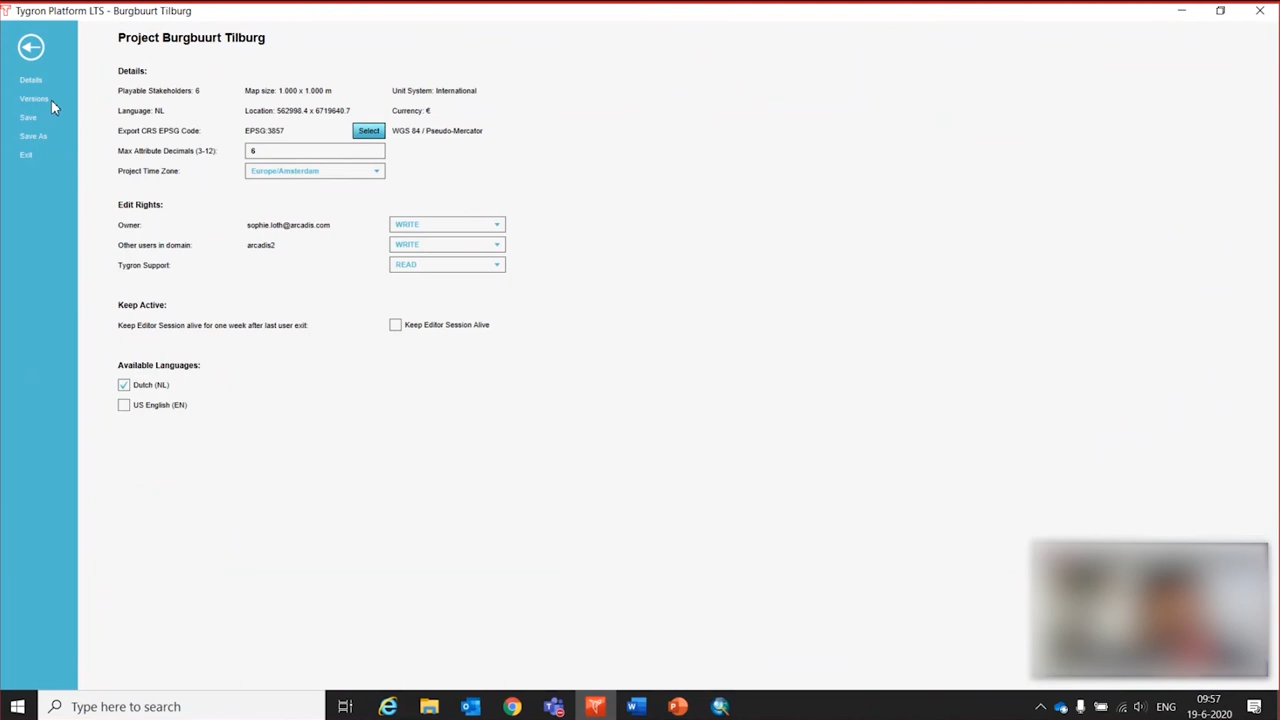 Tygron Platform LTS - Burgbuurt Tilburg
Details
Versions
Save
Save As
Exit
Project Burgbuurt Tilburg
Details:
Playable Stakeholders: 6 Map size: 1.000 x 1.000 m Unit System: International
Language: NL Location: 562998.4 x 6719640.7 Currency: €
Export CRS EPSG Code: EPSG:3857 Select WGS 84 / Pseudo-Mercator
Max Attribute Decimals (3-12): 6
Project Time Zone: Europe/Amsterdam
Edit Rights:
Owner: sophie.loth@arcadis.com WRITE
Other users in domain: arcadis2 WRITE
Tygron Support: READ
Keep Active:
Keep Editor Session alive for one week after last user exit: Keep Editor Session Alive
Available Languages:
Dutch (NL)
US English (EN)
Type here to search
ENG
09:57
19-6-2020